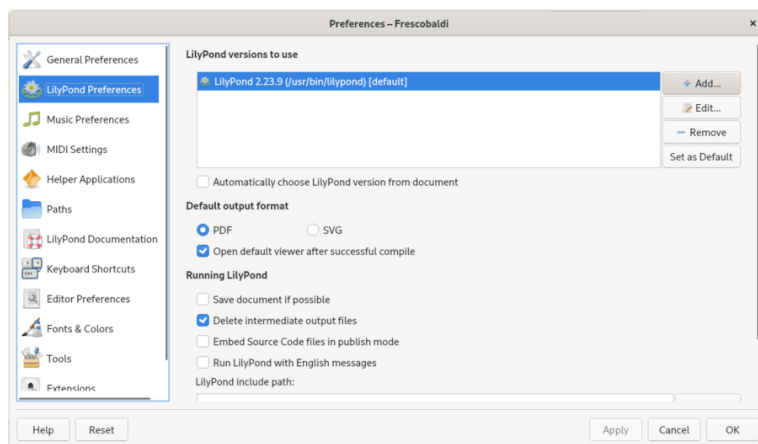 Preferences – Frescobaldi
×
General Preferences
LilyPond Preferences
Music Preferences
MIDI Settings
Helper Applications
Paths
LilyPond Documentation
Keyboard Shortcuts
Editor Preferences
Fonts & Colors
Tools
Extensions
LilyPond versions to use
LilyPond 2.23.9 (/usr/bin/lilypond) [default]
Add...
Edit...
Remove
Set as Default
Automatically choose LilyPond version from document
Default output format
PDF
SVG
Open default viewer after successful compile
Running LilyPond
Save document if possible
Delete intermediate output files
Embed Source Code files in publish mode
Run LilyPond with English messages
LilyPond include path:
Help
Reset
Apply
Cancel
OK